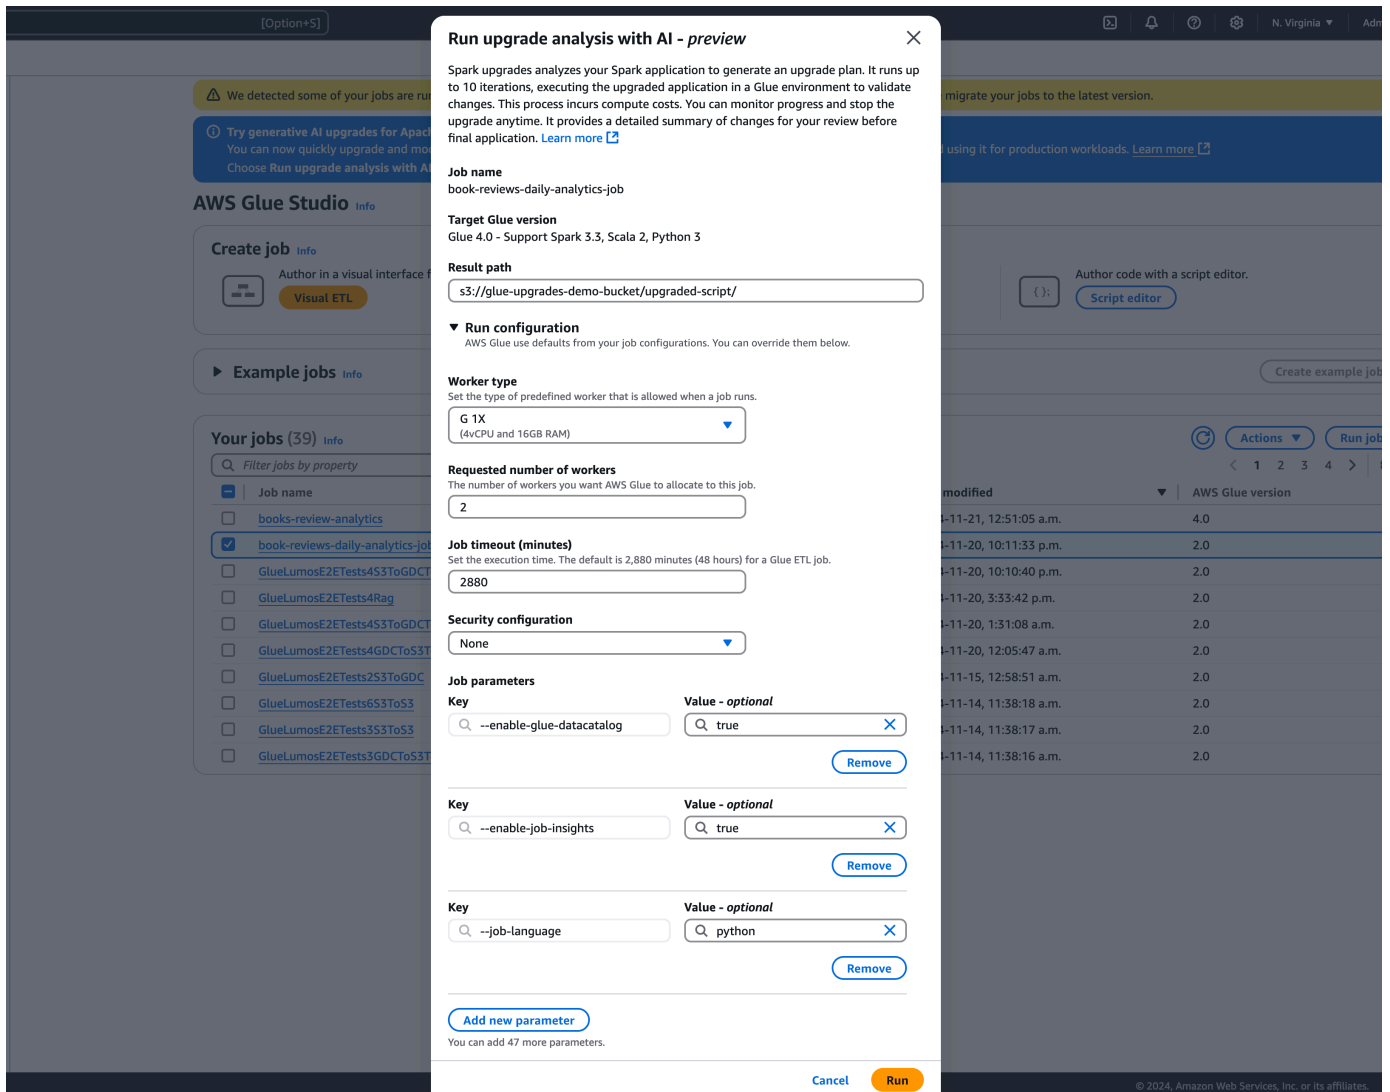 [Option+S]
N. Virginia ▼
We detected some of your jobs are
migrate your jobs to the latest version.
Try generative AI upgrades for
You can now quickly upgrade and
using it for production workloads. Learn more
Choose Run upgrade analysis with AI
AWS Glue Studio Info
Create job Info
Author in a visual interface
Visual ETL
Author code with a script editor.
Script editor
Example jobs Info
Create example
Your jobs (39) Info
Actions ▼
Run
Filter jobs by property
1 2 3 4
Job name
modified
AWS Glue version
books-review-analytics
-11-21, 12:51:05 a.m.
4.0
book-reviews-daily-analytics-
-11-20, 10:11:33 p.m.
2.0
GlueLumosE2ETests4S3ToGDCT
-11-20, 10:10:40 p.m.
2.0
GlueLumosE2ETests4Rag
-11-20, 3:33:42 p.m.
2.0
GlueLumosE2ETests4S3ToGDCT
-11-20, 1:31:08 a.m.
2.0
GlueLumosE2ETests4GDCToS3T
-11-20, 12:05:47 a.m.
2.0
GlueLumosE2ETests2S3ToGDC
-11-15, 12:58:51 a.m.
2.0
GlueLumosE2ETests6S3ToS3
-11-14, 11:38:18 a.m.
2.0
GlueLumosE2ETests3S3ToS3
-11-14, 11:38:17 a.m.
2.0
GlueLumosE2ETests3GDCToS3T
-11-14, 11:38:16 a.m.
2.0
Run upgrade analysis with AI - preview
Spark upgrades analyzes your Spark application to generate an upgrade plan. It runs up
to 10 iterations, executing the upgraded application in a Glue environment to validate
changes. This process incurs compute costs. You can monitor progress and stop the
upgrade anytime. It provides a detailed summary of changes for your review before
final application. Learn more
Job name
book-reviews-daily-analytics-job
Target Glue version
Glue 4.0 - Support Spark 3.3, Scala 2, Python 3
Result path
s3://glue-upgrades-demo-bucket/upgraded-script/
▼ Run configuration
AWS Glue use defaults from your job configurations. You can override them below.
Worker type
Set the type of predefined worker that is allowed when a job runs.
G 1X
(4vCPU and 16GB RAM)
Requested number of workers
The number of workers you want AWS Glue to allocate to this job.
2
Job timeout (minutes)
Set the execution time. The default is 2,880 minutes (48 hours) for a Glue ETL job.
2880
Security configuration
None
Job parameters
Key
Value - optional
--enable-glue-datacatalog
true
Remove
Key
Value - optional
--enable-job-insights
true
Remove
Key
Value - optional
--job-language
python
Remove
Add new parameter
You can add 47 more parameters.
Cancel
Run
© 2024, Amazon Web Services, Inc. or its affiliates.